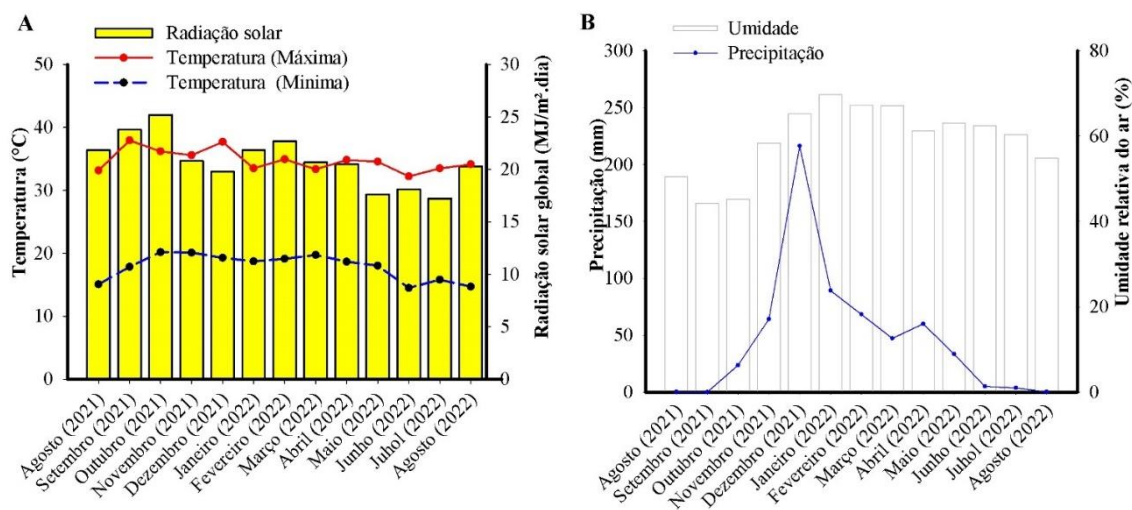 A
Radiação solar
Temperatura (Máxima)
Temperatura (Minima)
50
40
30
20
10
0
Temperatura (°C)
30
25
20
15
10
5
0
Radiação solar global (MJ/m².dia)
Agosto (2021)
Setembro (2021)
Outubro (2021)
Novembro (2021)
Dezembro (2021)
Janeiro (2022)
Fevereiro (2022)
Março (2022)
Abril (2022)
Maio (2022)
Junho (2022)
Juhol (2022)
Agosto (2022)
B
Umidade
Precipitação
300
250
200
150
100
50
0
Precipitação (mm)
80
60
40
20
0
Umidade relativa do ar (%)
Agosto (2021)
Setembro (2021)
Outubro (2021)
Novembro (2021)
Dezembro (2021)
Janeiro (2022)
Fevereiro (2022)
Março (2022)
Abril (2022)
Maio (2022)
Junho (2022)
Juhol (2022)
Agosto (2022)